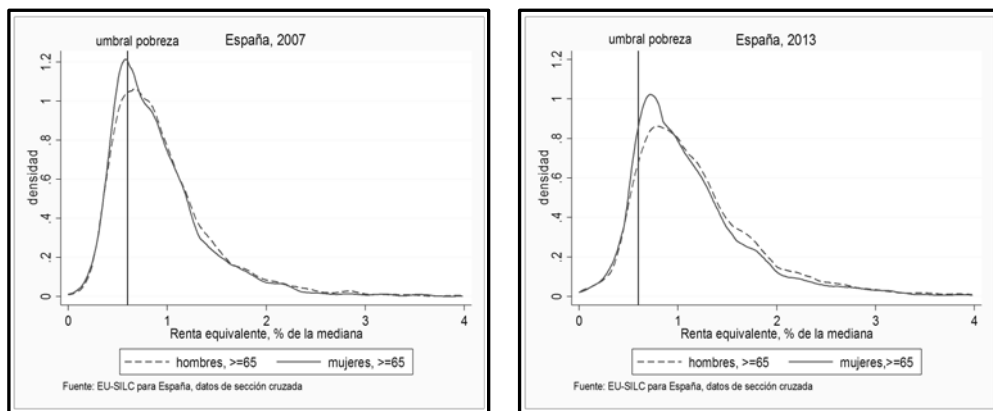 umbral pobreza España, 2007
densidad
0 .2 .4 .6 .8 1 1.2
0 1 2 3 4
Renta equivalente, % de la mediana
hombres, >=65 mujeres, >=65
Fuente: EU-SILC para España, datos de sección cruzada
umbral pobreza España, 2013
densidad
0 .2 .4 .6 .8 1 1.2
0 1 2 3 4
Renta equivalente, % de la mediana
hombres, >=65 mujeres,>=65
Fuente: EU-SILC para España, datos de sección cruzada